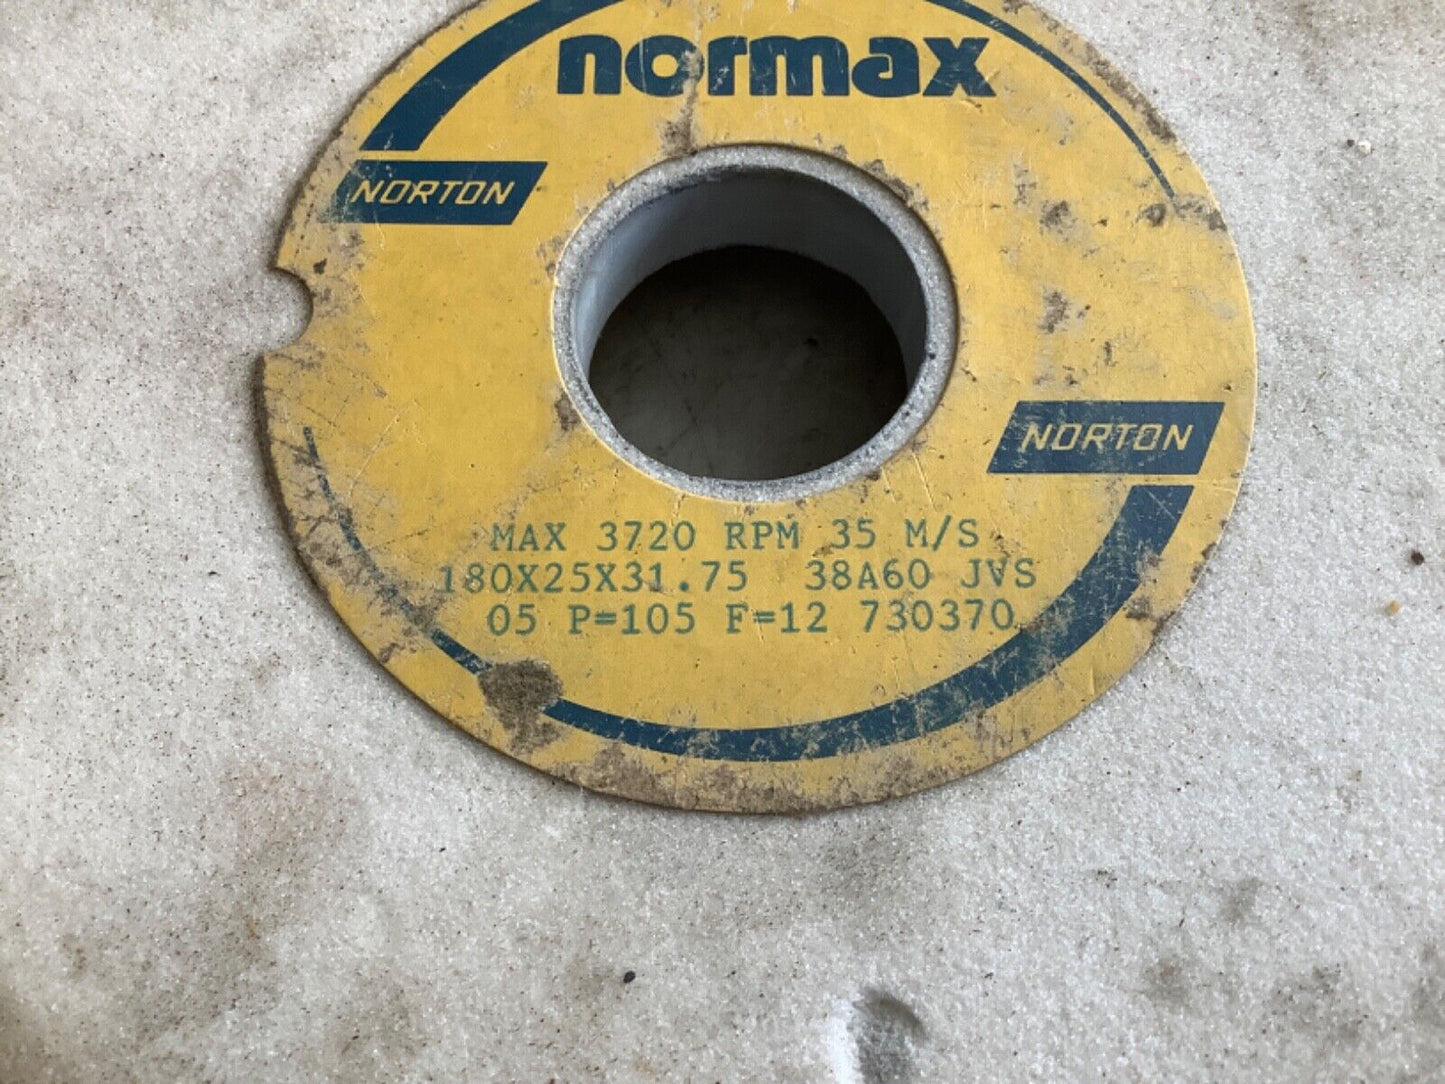 normax
NORTON
NORTON
MAX 3720 RPM 35 M/S
180X25X31.75 38A60 JVS
05 P=105 F=12 730370